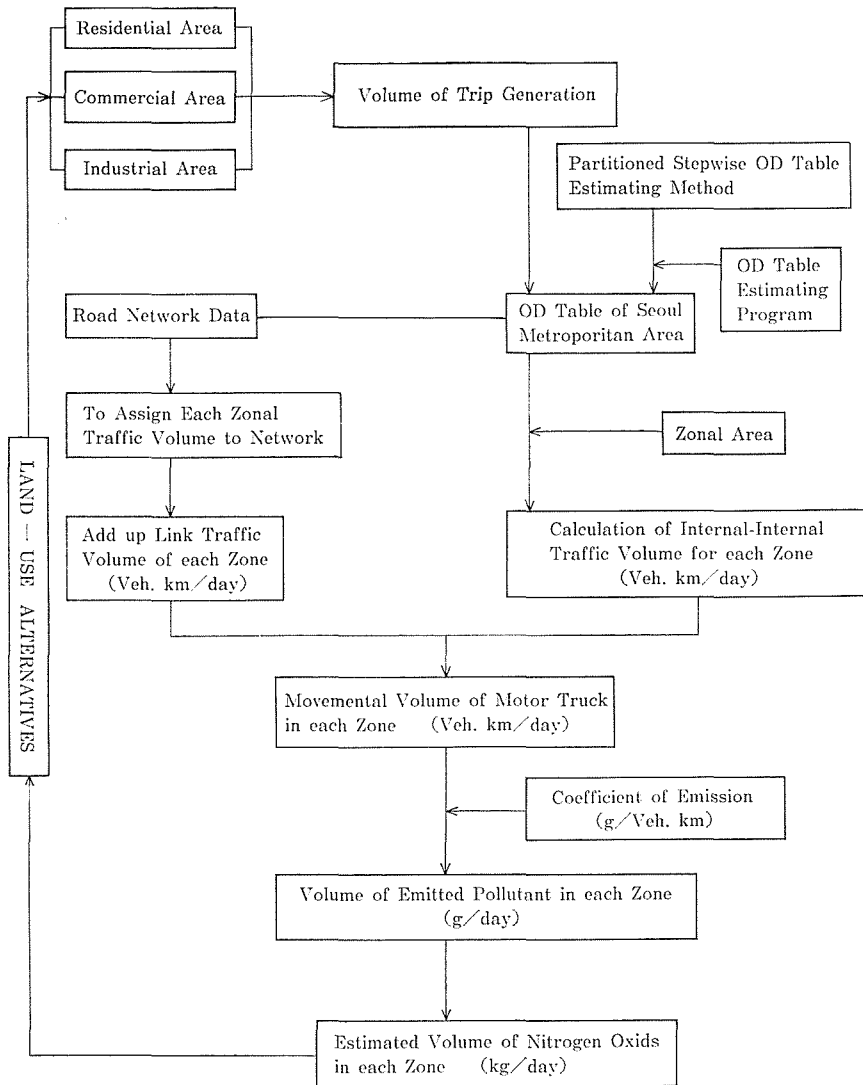 Residential Area
Commercial Area
Industrial Area
Volume of Trip Generation
Partitioned Stepwise OD Table
Estimating Method
OD Table
Estimating
Program
Road Network Data
OD Table of Seoul
Metroporitan Area
To Assign Each Zonal
Traffic Volume to Network
Zonal Area
LAND — USE ALTERNATIVES
Add up Link Traffic
Volume of each Zone
(Veh. km/day)
Calculation of Internal-Internal
Traffic Volume for each Zone
(Veh. km/day)
Movemental Volume of Motor Truck
in each Zone (Veh. km/day)
Coefficient of Emission
(g/Veh. km)
Volume of Emitted Pollutant in each Zone
(g/day)
Estimated Volume of Nitrogen Oxids
in each Zone (kg/day)